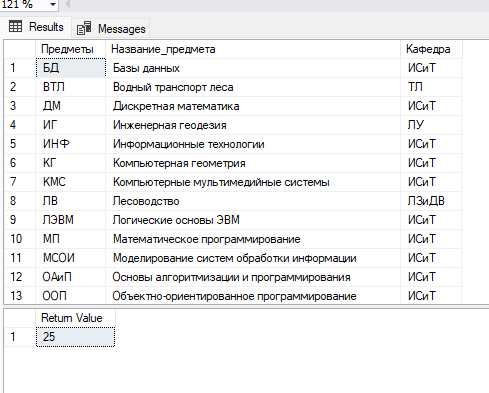 121 %
Results Messages
Предметы Название_предмета Кафедра
1 БД Базы данных ИСиТ
2 ВТЛ Водный транспорт леса ТЛ
3 ДМ Дискретная математика ИСиТ
4 ИГ Инженерная геодезия ЛУ
5 ИНФ Информационные технологии ИСиТ
6 КГ Компьютерная геометрия ИСиТ
7 КМС Компьютерные мультимедийные системы ИСиТ
8 ЛВ Лесоводство ЛЗиДВ
9 ЛЭВМ Логические основы ЭВМ ИСиТ
10 МП Математическое программирование ИСиТ
11 МСОИ Моделирование систем обработки информации ИСиТ
12 ОАиП Основы алгоритмизации и программирования ИСиТ
13 ООП Объектно-ориентированное программирование ИСиТ
Return Value
1 25